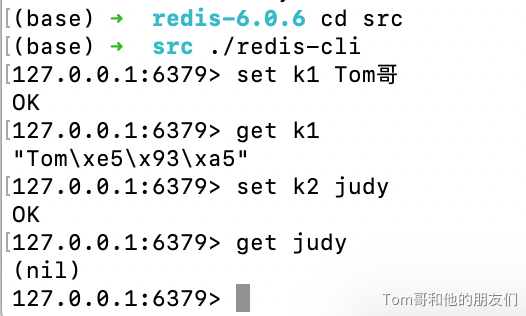 [(base) ➜  redis-6.0.6 cd src
[(base) ➜  src ./redis-cli
[127.0.0.1:6379> set k1 Tom哥
OK
[127.0.0.1:6379> get k1
"Tom\xe5\x93\xa5"
[127.0.0.1:6379> set k2 judy
OK
[127.0.0.1:6379> get judy
(nil)
127.0.0.1:6379>
Tom哥和他的朋友们